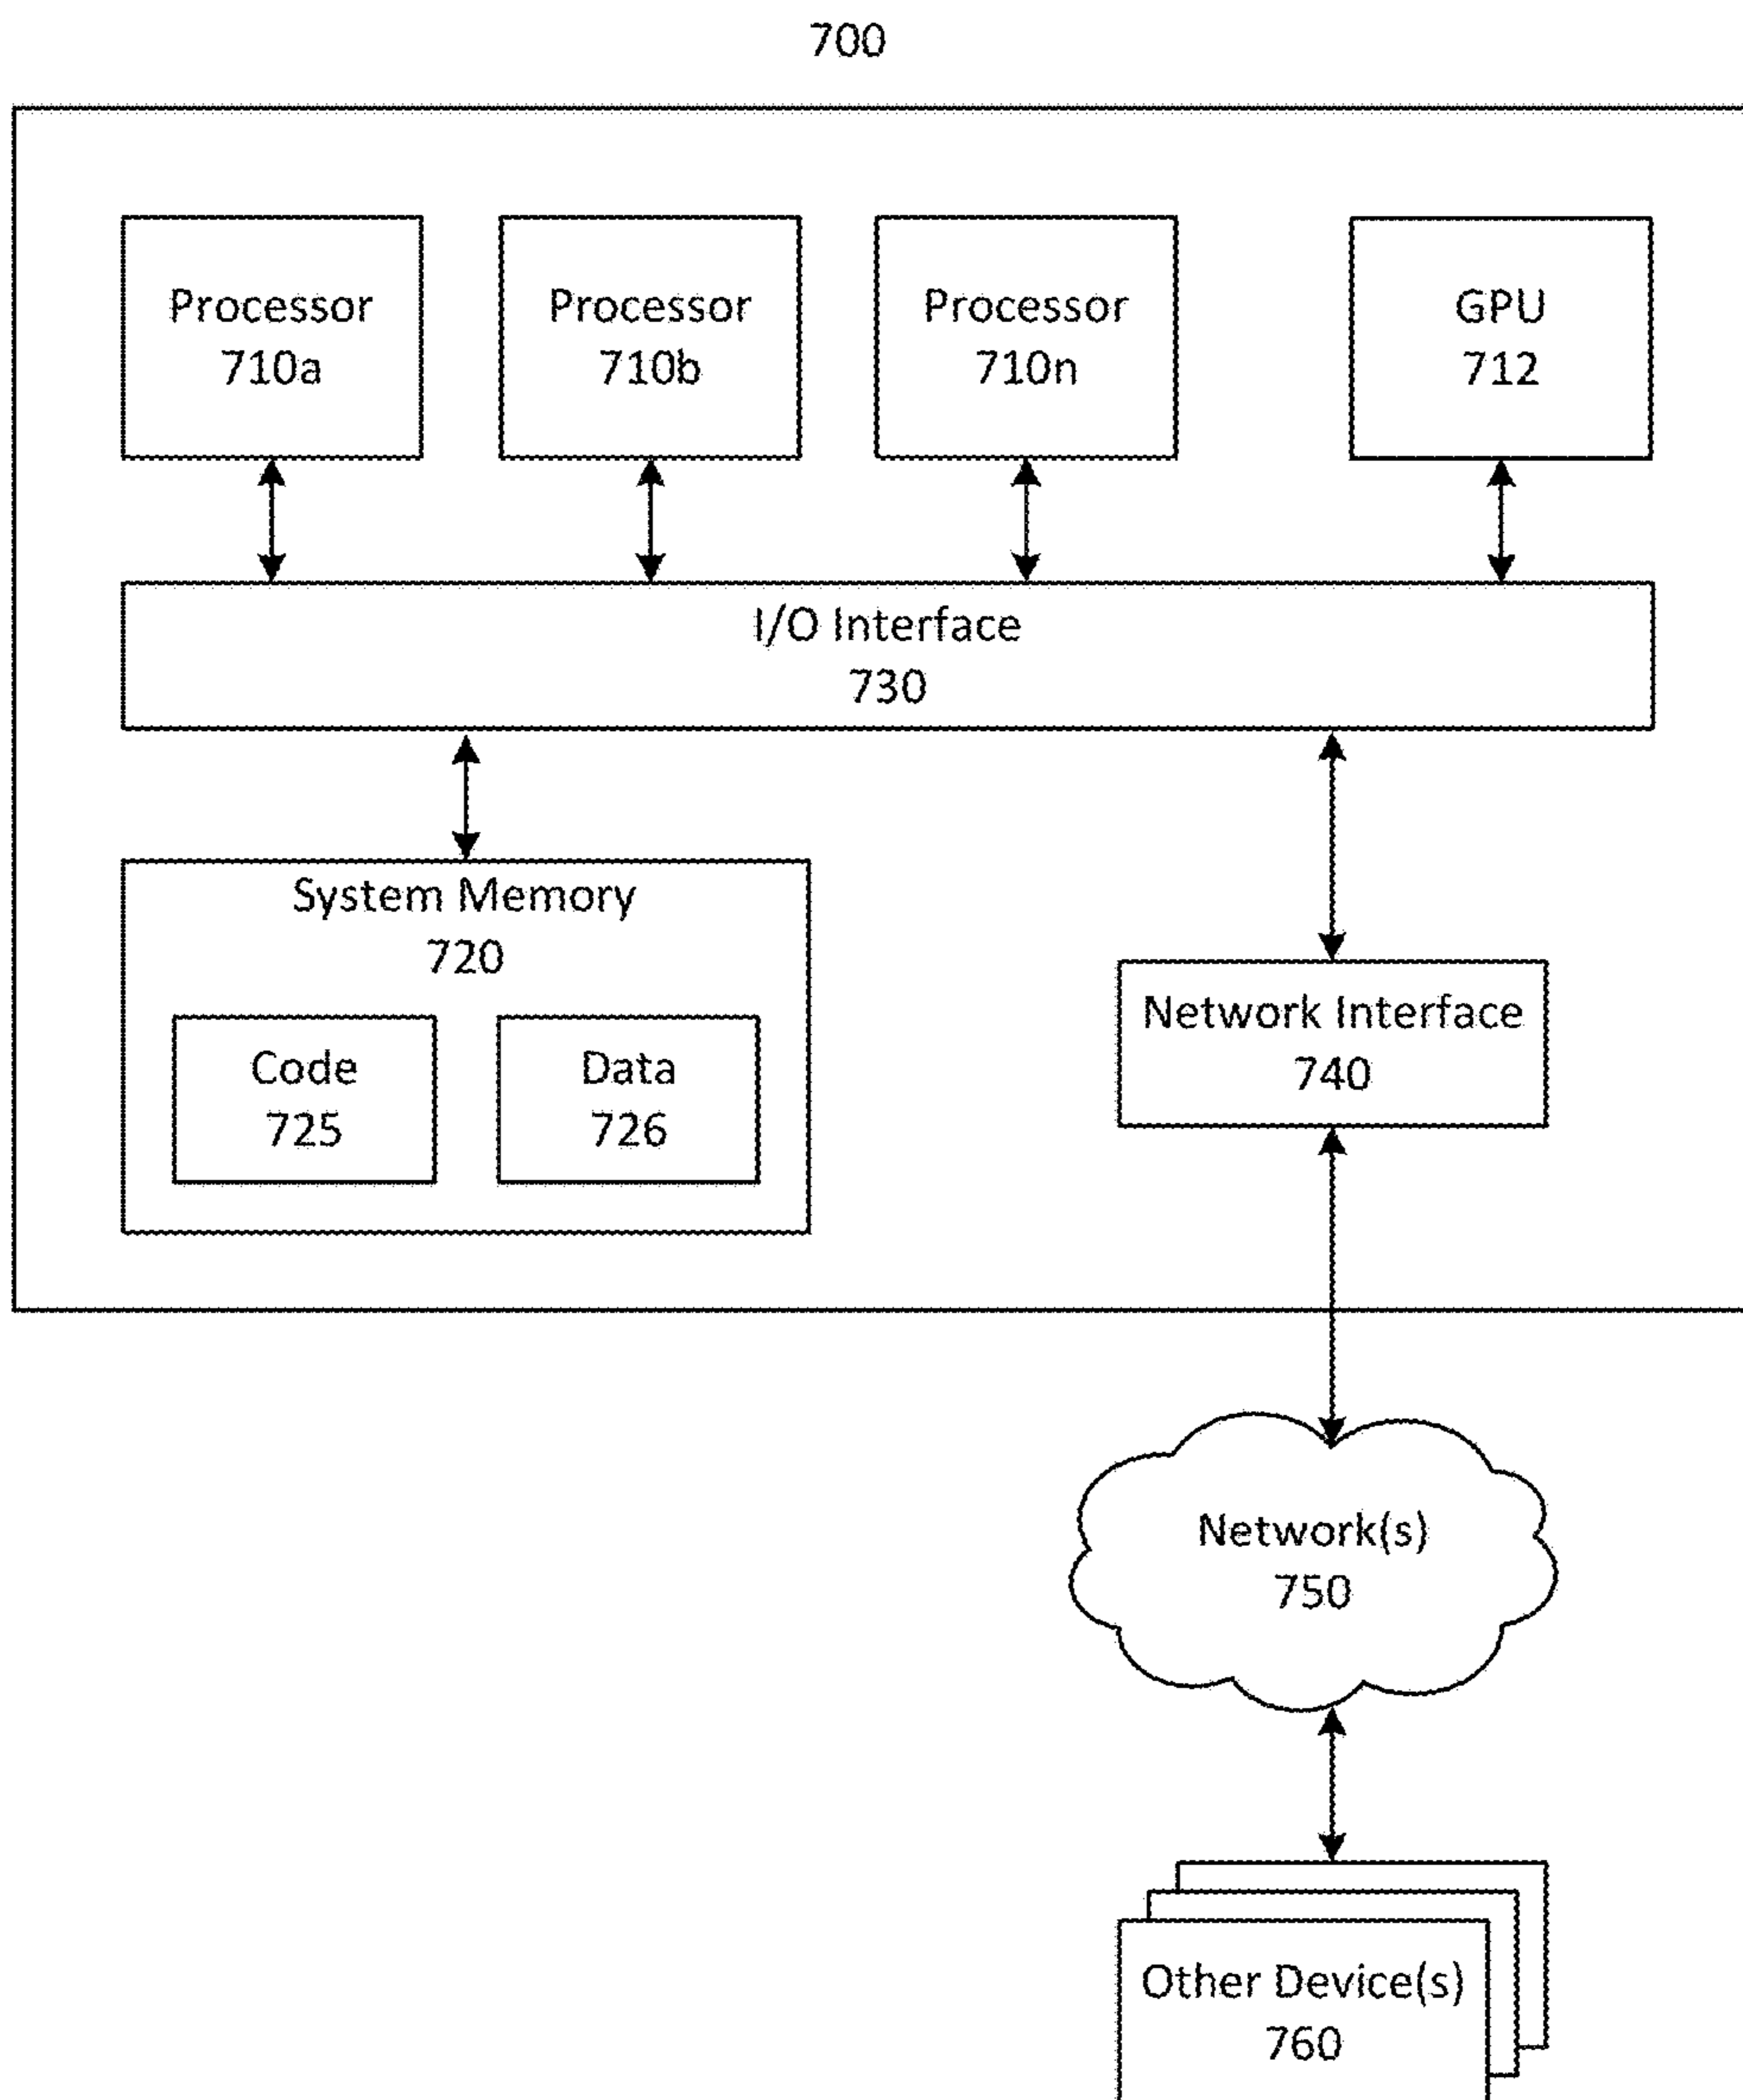 700
Processor
710a
Processor
710b
Processor
710n
GPU
712
I/O Interface
730
System Memory
720
Code
725
Data
726
Network Interface
740
Network(s)
750
Other Device(s)
760